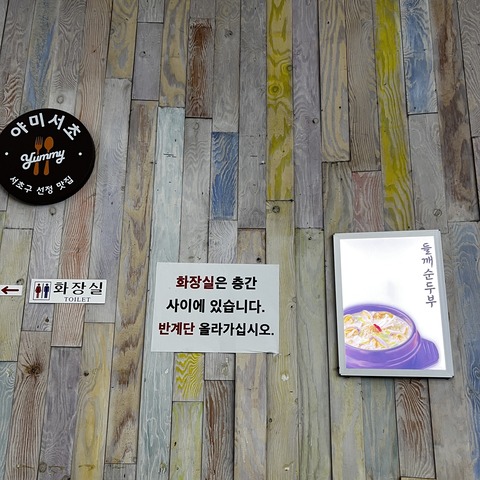 야미서초
Yummy
서초구 선정 맛집
화장실
TOILET
화장실은 층간
사이에 있습니다.
반계단 올라가십시오.
들깨순두부